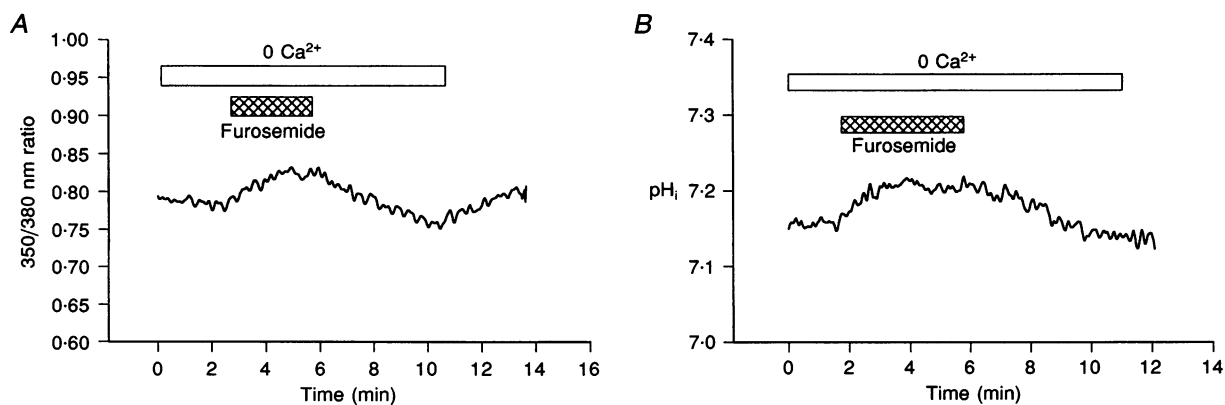 A
1·00
0·95
0·90
0·85
0·80
0·75
0·70
0·65
0·60
350/380 nm ratio
0 Ca²⁺
Furosemide
0 2 4 6 8 10 12 14 16
Time (min)
B
7·4
7·3
7·2
7·1
7·0
pHᵢ
0 Ca²⁺
Furosemide
0 2 4 6 8 10 12 14
Time (min)